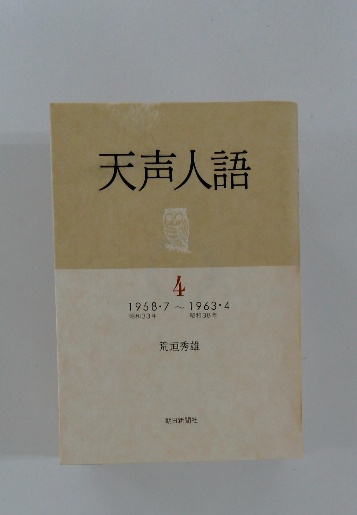 天声人語
4
1958・7 ～ 1963・4
昭和33年 昭和38年
荒垣秀雄
朝日新聞社